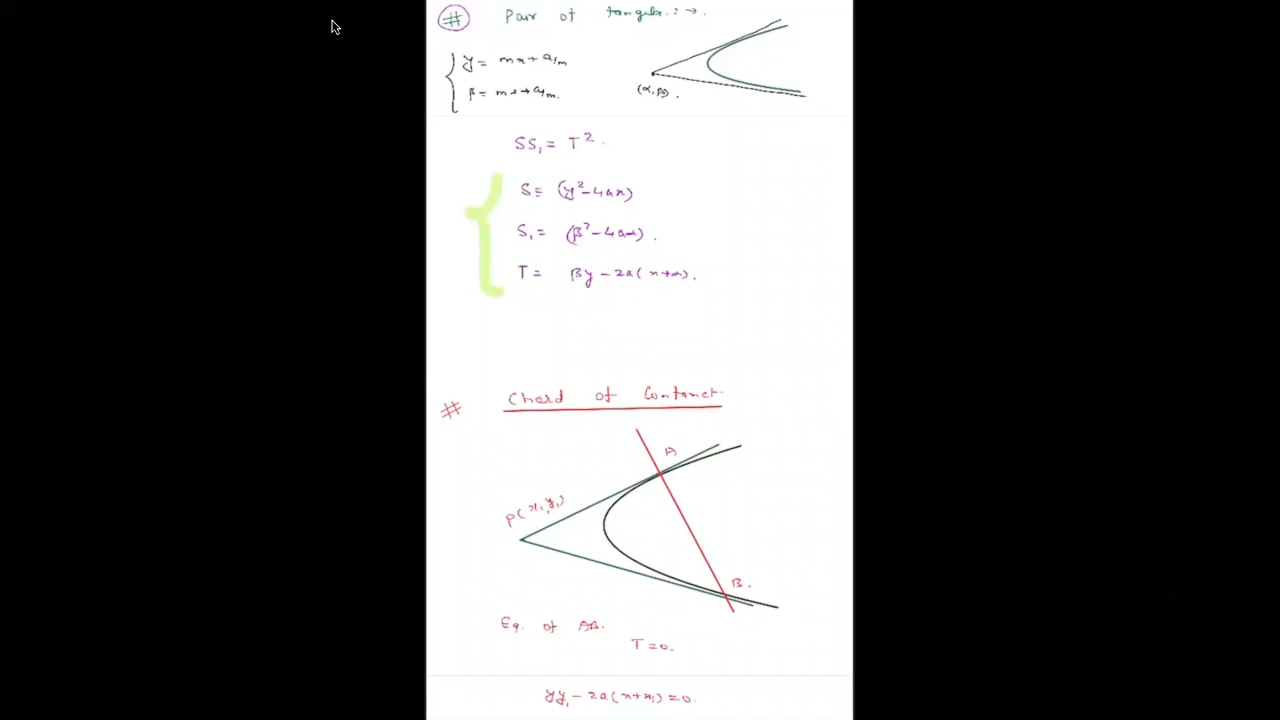 # Pair of tangents :→.
y = mx + a/m
β = mα + a/m.
(α, β).
SS₁ = T².
S ≡ (y² - 4ax)
S₁ = (β² - 4aα).
T = βy - 2a(x+α).
# Chord of Contact.
A
P(x₁, y₁)
B.
Eq. of AB.
T = 0.
yy₁ - 2a(x+x₁) = 0.